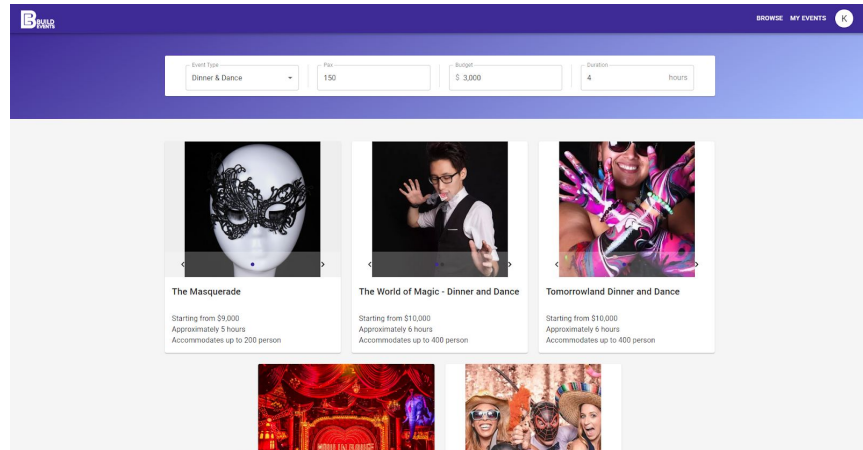 BUILD
EVENTS
BROWSE MY EVENTS K
Event Type
Dinner & Dance
Pax
150
Budget
$ 3,000
Duration
4 hours
The Masquerade
Starting from $9,000
Approximately 5 hours
Accommodates up to 200 person
The World of Magic - Dinner and Dance
Starting from $10,000
Approximately 6 hours
Accommodates up to 400 person
Tomorrowland Dinner and Dance
Starting from $10,000
Approximately 6 hours
Accommodates up to 400 person
MOULIN ROUGE